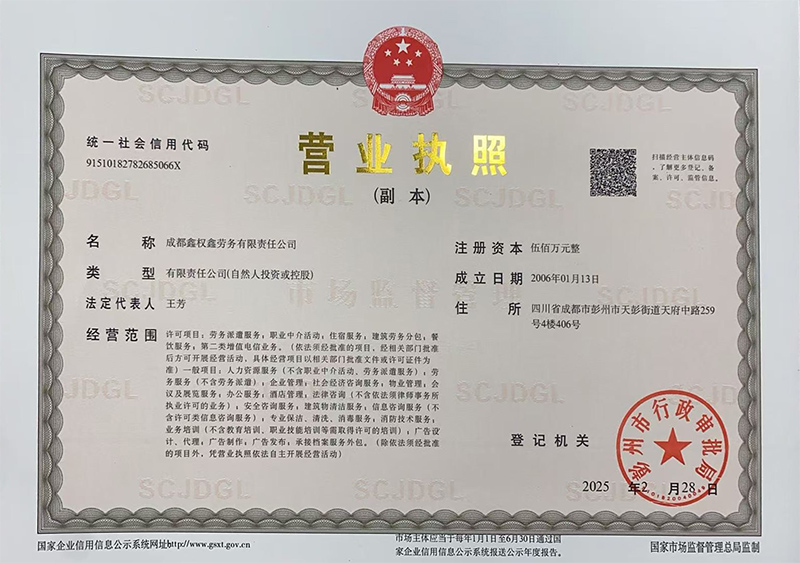 统一社会信用代码
91510182782685066X
营业执照
(副 本)
扫描经营主体信息码
,了解更多登记、备
案、许可、监管信息。
名 称 成都鑫权鑫劳务有限责任公司
类 型 有限责任公司(自然人投资或控股)
法定代表人 王芳
经营范围 许可项目:劳务派遣服务;职业中介活动;住宿服务;建筑劳务分包;餐
饮服务;第二类增值电信业务。(依法须经批准的项目,经相关部门批准
后方可开展经营活动,具体经营项目以相关部门批准文件或许可证件为
准)一般项目:人力资源服务(不含职业中介活动、劳务派遣服务);劳
务服务(不含劳务派遣);企业管理;社会经济咨询服务;物业管理;会
议及展览服务;办公服务;酒店管理;法律咨询(不含依法须律师事务所
执业许可的业务);安全咨询服务;建筑物清洁服务;信息咨询服务(不
含许可类信息咨询服务);专业保洁、清洗、消毒服务;消防技术服务;
业务培训(不含教育培训、职业技能培训等需取得许可的培训);广告设
计、代理;广告制作;广告发布;承接档案服务外包。(除依法须经批准
的项目外,凭营业执照依法自主开展经营活动)
注册资本 伍佰万元整
成立日期 2006年01月13日
住 所 四川省成都市彭州市天彭街道天府中路259
号4楼406号
登记机关
彭州市行政审批局
2025 年2 月28日
SCJDGL
市场监督管理
国家企业信用信息公示系统网址http://www.gsxt.gov.cn
市场主体应当于每年1月1日至6月30日通过国
家企业信用信息公示系统报送公示年度报告。
国家市场监督管理总局监制